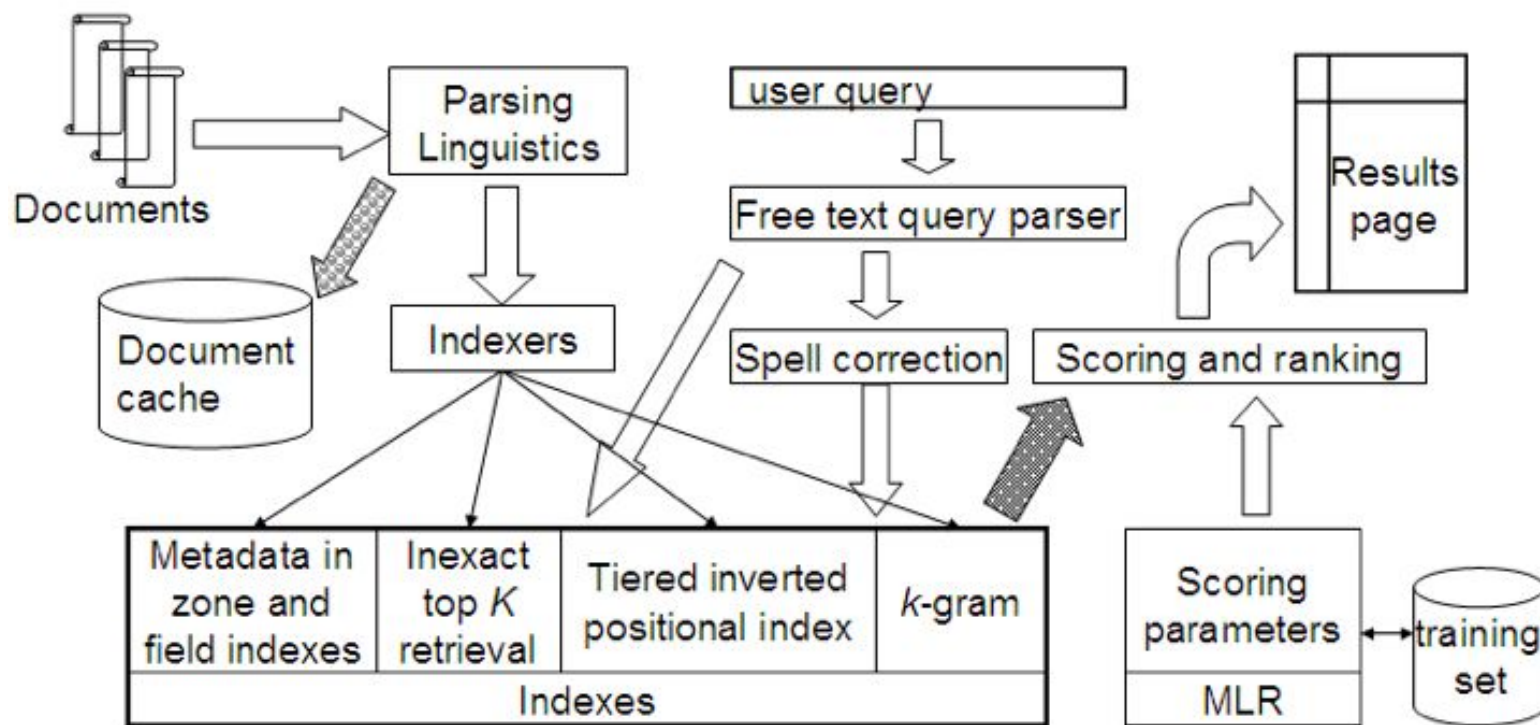 Documents
Parsing
Linguistics
user query
Results
page
Free text query parser
Document
cache
Indexers
Spell correction
Scoring and ranking
Metadata in
zone and
field indexes
Inexact
top K
retrieval
Tiered inverted
positional index
k-gram
Indexes
Scoring
parameters
MLR
training
set